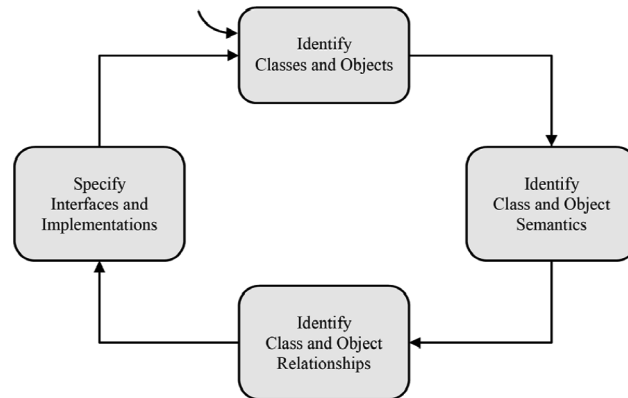 Identify
Classes and Objects
Specify
Interfaces and
Implementations
Identify
Class and Object
Semantics
Identify
Class and Object
Relationships